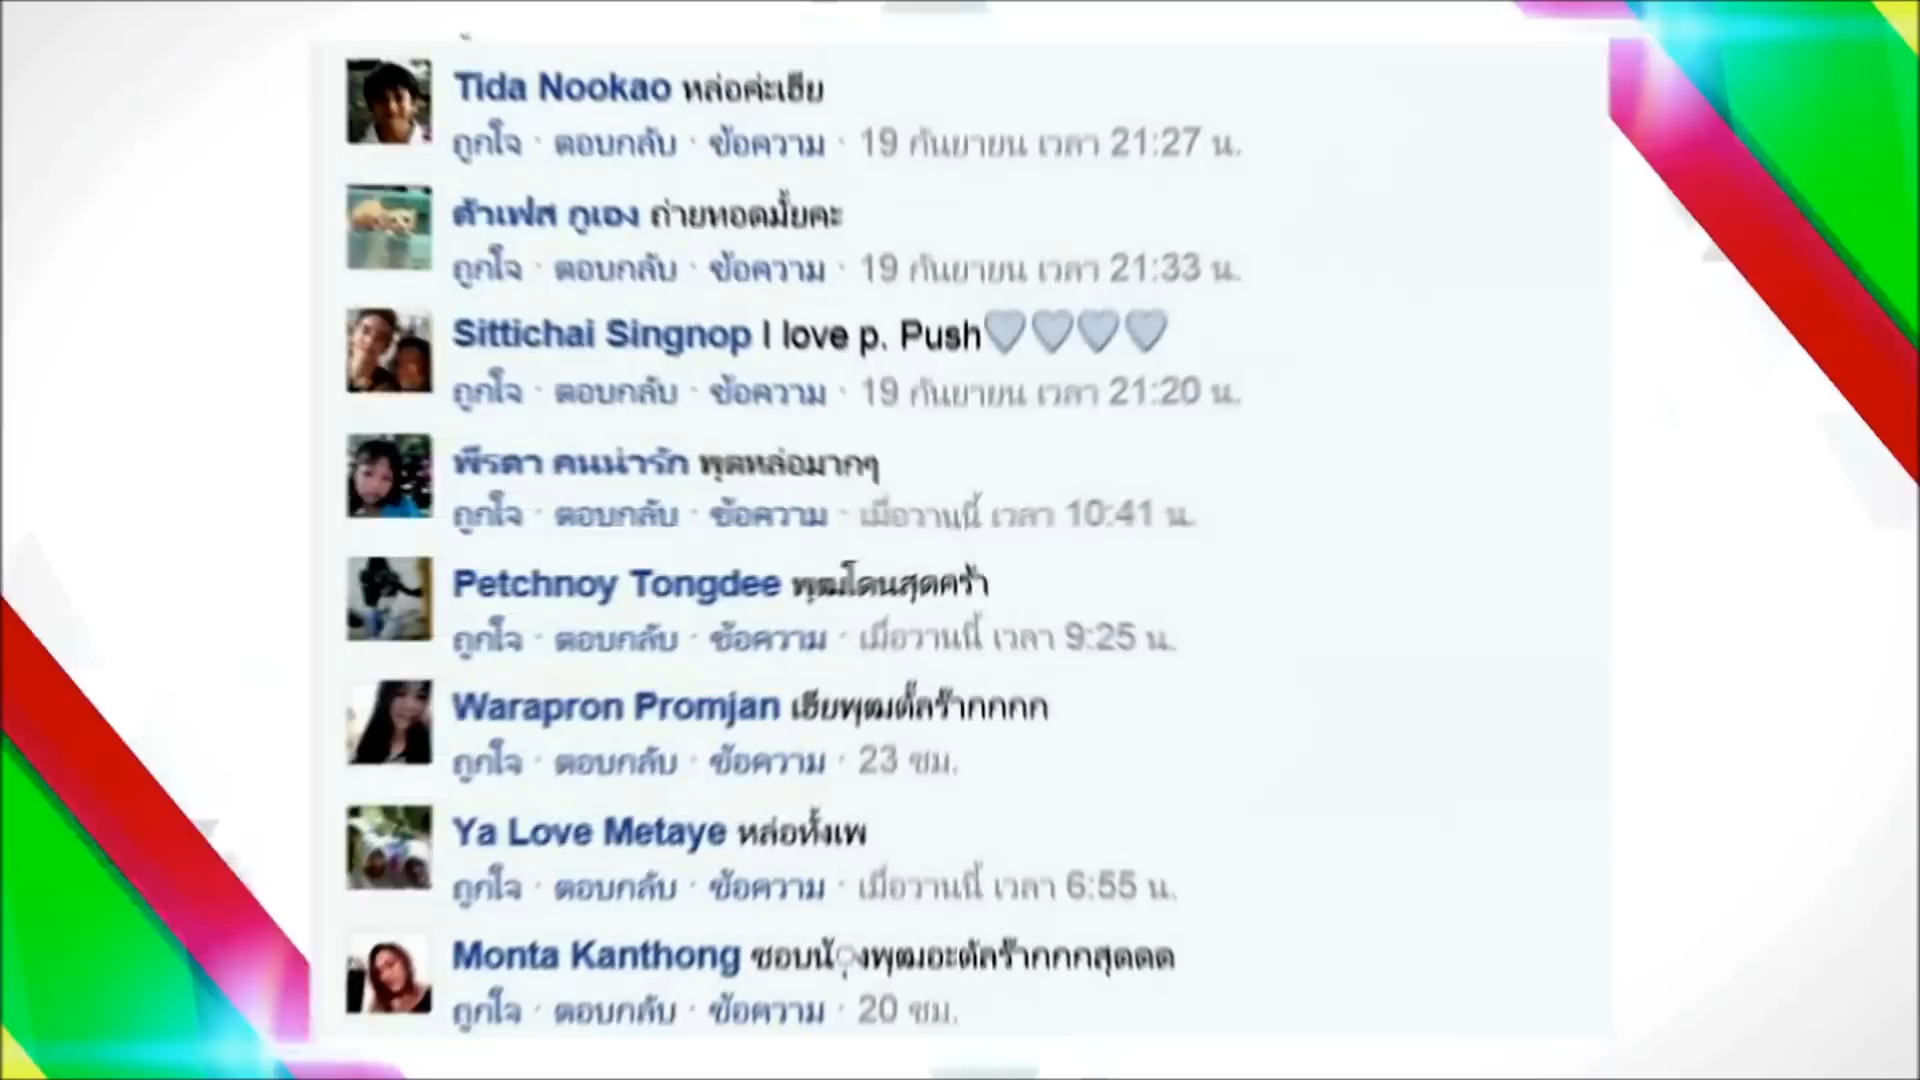 Tida Nookao หล่อค่ะเฮีย
ถูกใจ · ตอบกลับ · ข้อความ · 19 กันยายน เวลา 21:27 น.
ต้าเฟส กูเอง ถ่ายทอดมั้ยคะ
ถูกใจ · ตอบกลับ · ข้อความ · 19 กันยายน เวลา 21:33 น.
Sittichai Singnop I love p. Push♡♡♡♡
ถูกใจ · ตอบกลับ · ข้อความ · 19 กันยายน เวลา 21:20 น.
พีรดา คนน่ารัก พุดหล่อมากๆ
ถูกใจ · ตอบกลับ · ข้อความ · เมื่อวานนี้ เวลา 10:41 น.
Petchnoy Tongdee พุฒโดนสุดคร้า
ถูกใจ · ตอบกลับ · ข้อความ · เมื่อวานนี้ เวลา 9:25 น.
Warapron Promjan เฮียพุฒตั้ลร๊ากกกก
ถูกใจ · ตอบกลับ · ข้อความ · 23 ชม.
Ya Love Metaye หล่อทั้งเพ
ถูกใจ · ตอบกลับ · ข้อความ · เมื่อวานนี้ เวลา 6:55 น.
Monta Kanthong ชอบนฺุ้งพุฒอะตัลร๊ากกกสุดดด
ถูกใจ · ตอบกลับ · ข้อความ · 20 ชม.